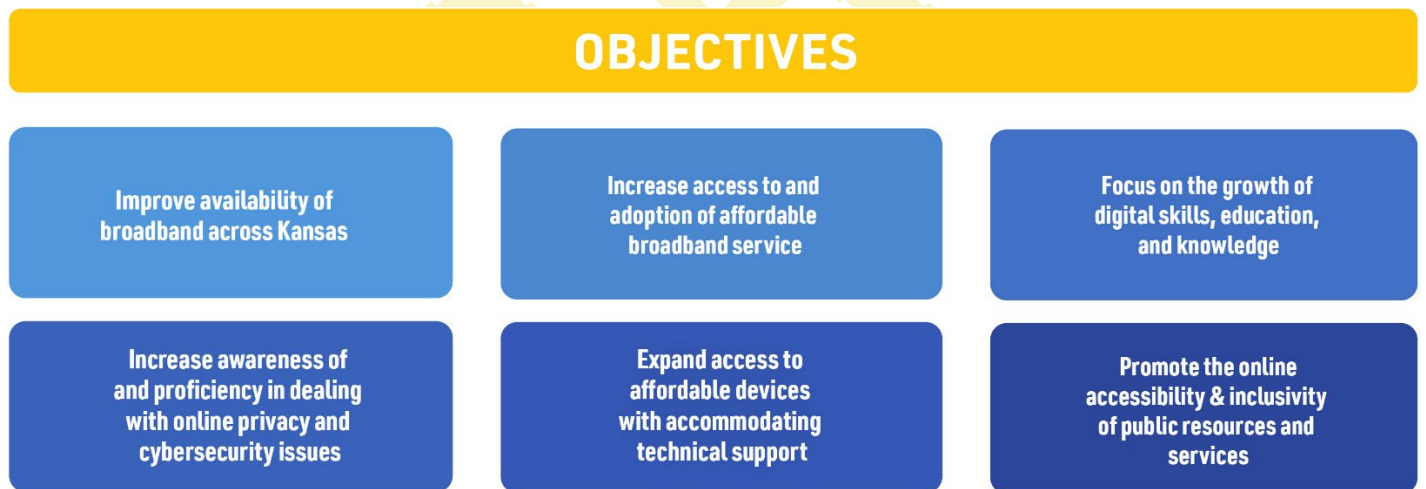 OBJECTIVES
Improve availability of
broadband across Kansas
Increase access to and
adoption of affordable
broadband service
Focus on the growth of
digital skills, education,
and knowledge
Increase awareness of
and proficiency in dealing
with online privacy and
cybersecurity issues
Expand access to
affordable devices
with accommodating
technical support
Promote the online
accessibility & inclusivity
of public resources and
services